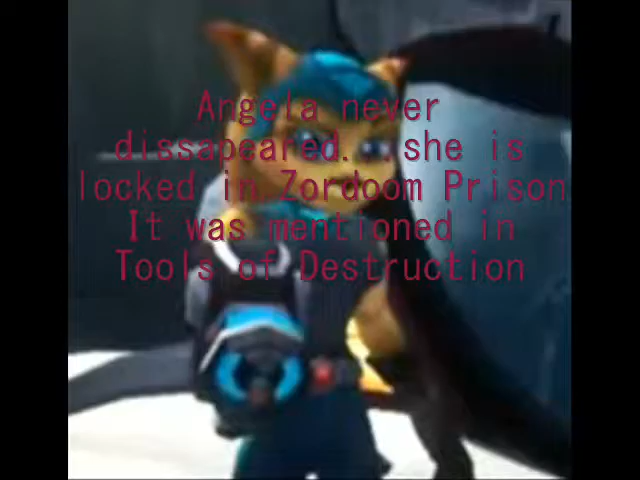 Angela never
dissapeared...she is
locked in Zordoom Prison
It was mentioned in
Tools of Destruction